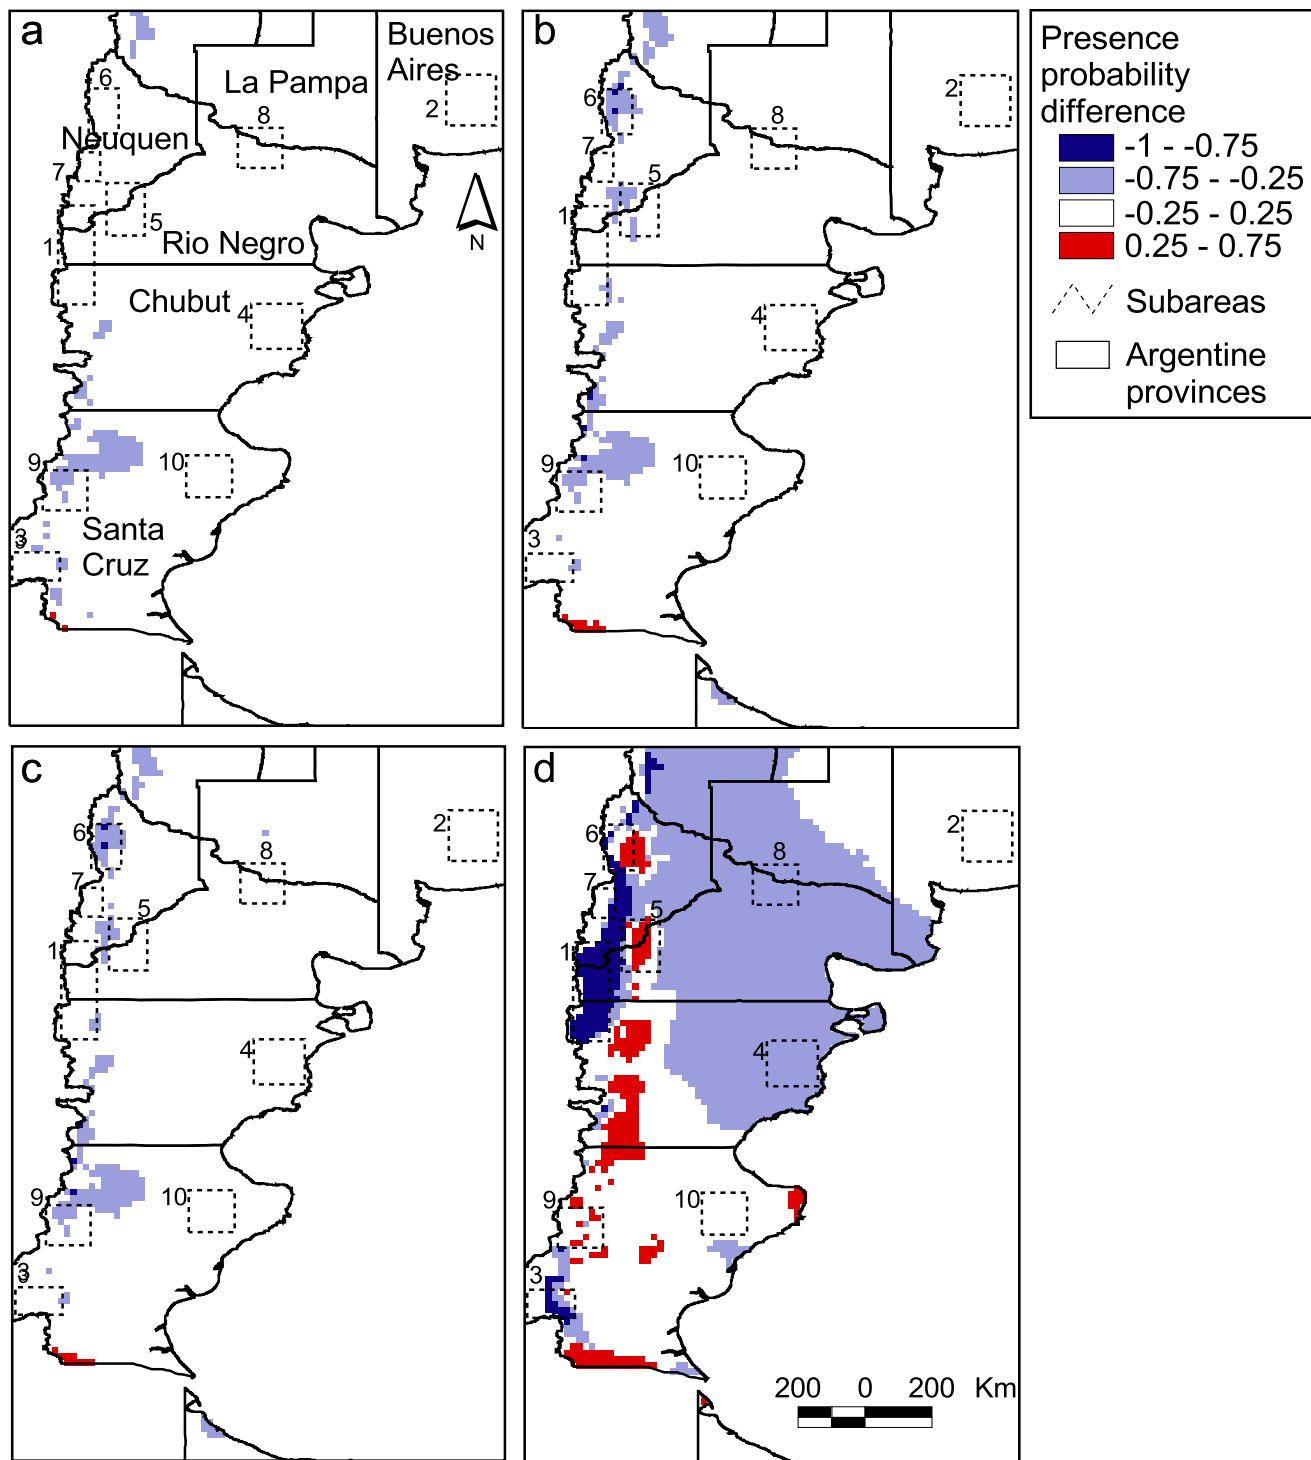 a
Buenos
Aires
La Pampa
6
2
8
Neuquen
7
5
1
Rio Negro
N
Chubut
4
9
10
Santa
Cruz
3
b
6
2
8
7
5
1
4
9
10
3
Presence
probability
difference
-1 - -0.75
-0.75 - -0.25
-0.25 - 0.25
0.25 - 0.75
Subareas
Argentine
provinces
c
6
2
8
7
5
1
4
9
10
3
d
6
2
8
7
5
1
4
9
10
3
200 0 200 Km